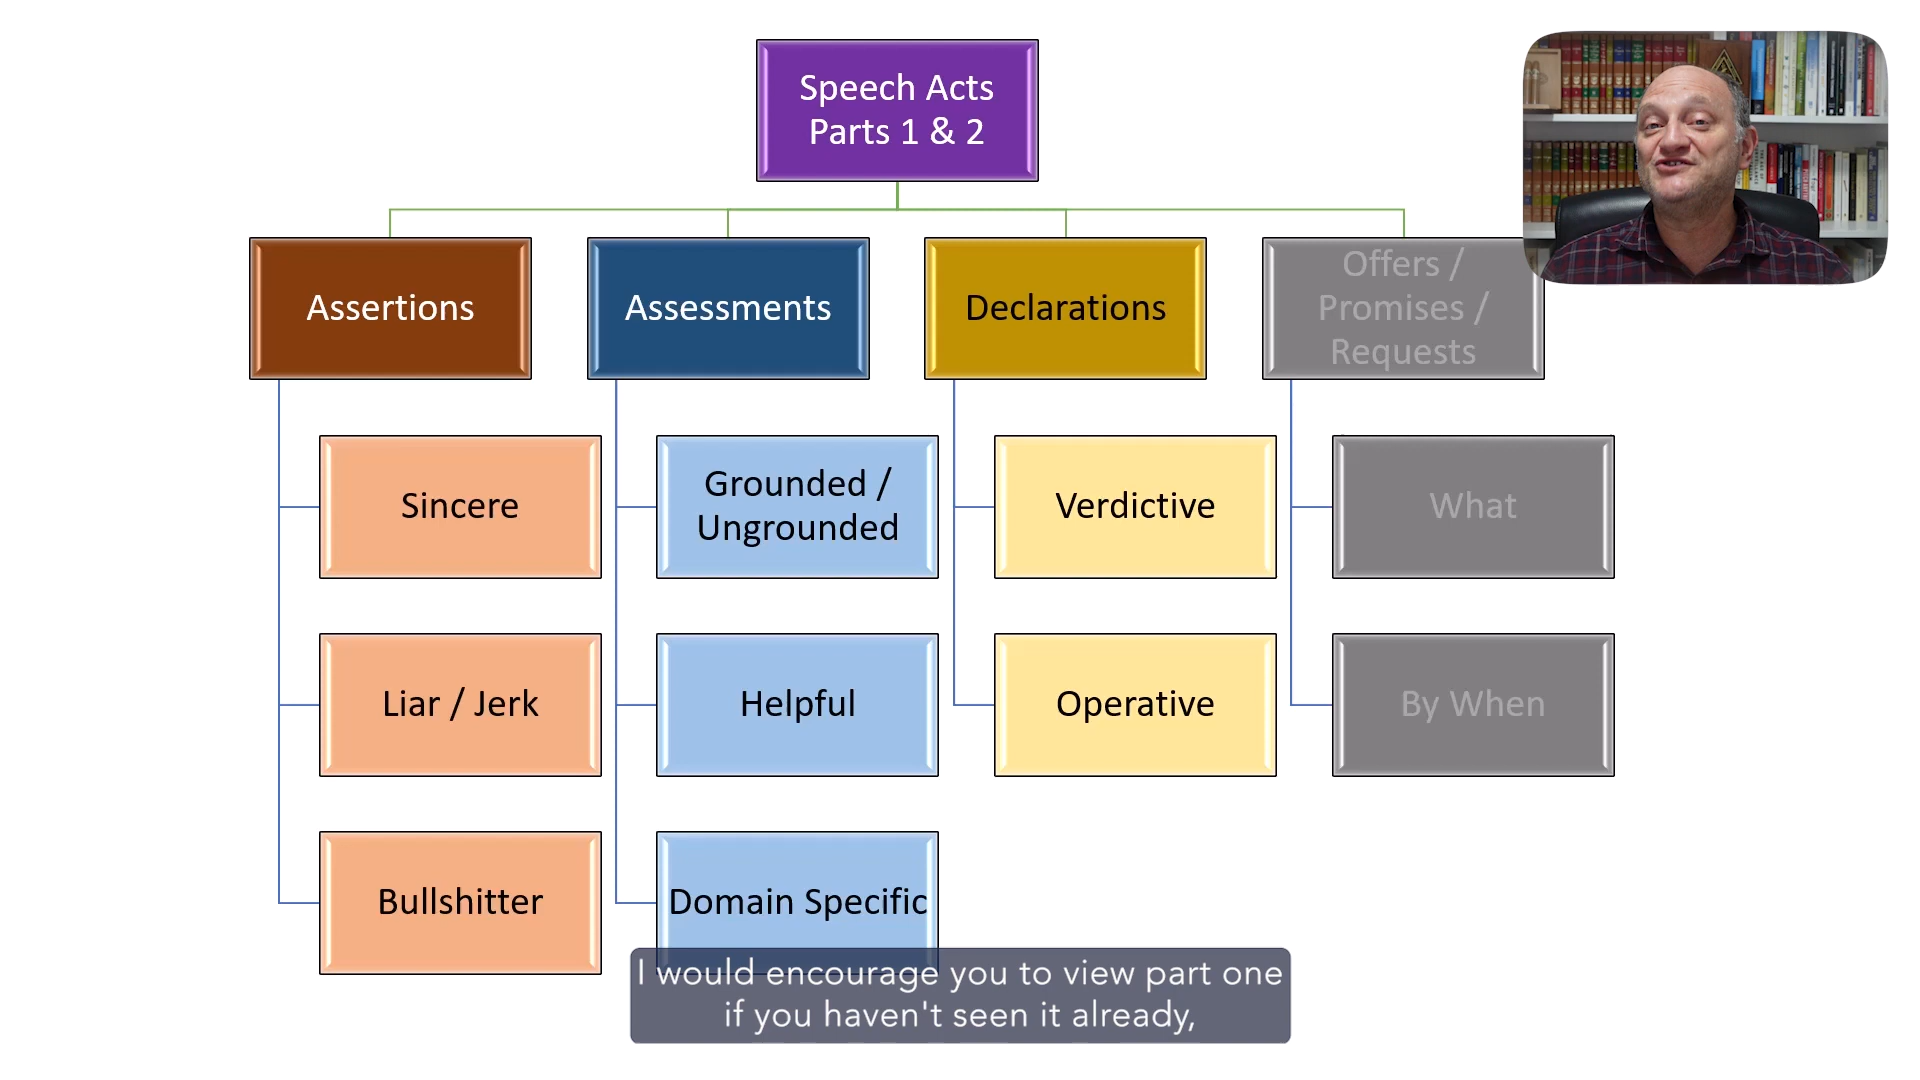 Speech Acts
Parts 1 & 2
Assertions
Assessments
Declarations
Offers /
Promises /
Requests
Sincere
Grounded /
Ungrounded
Verdictive
What
Liar / Jerk
Helpful
Operative
By When
Bullshitter
Domain Specific
I would encourage you to view part one
if you haven't seen it already,